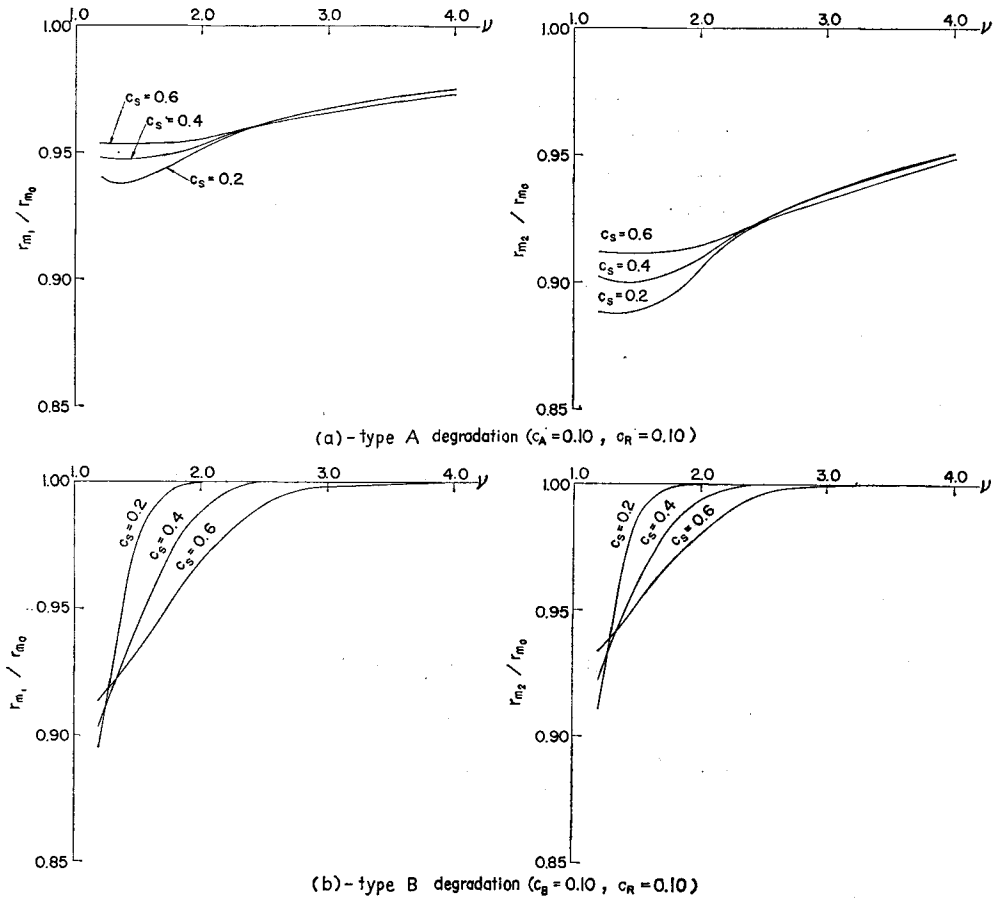 1.0 2.0 3.0 4.0 ν
1.00
0.95
0.90
0.85
r_m₁ / r_m₀
c_S = 0.6
c_S = 0.4
c_S = 0.2
1.0 2.0 3.0 4.0 ν
1.00
0.95
0.90
0.85
r_m₂ / r_m₀
c_S = 0.6
c_S = 0.4
c_S = 0.2
(a) - type A degradation (c_A = 0.10 , c_R = 0.10)
1.0 2.0 3.0 4.0 ν
1.00
0.95
0.90
0.85
r_m₁ / r_m₀
c_S = 0.2
c_S = 0.4
c_S = 0.6
1.0 2.0 3.0 4.0 ν
1.00
0.95
0.90
0.85
r_m₂ / r_m₀
c_S = 0.2
c_S = 0.4
c_S = 0.6
(b) - type B degradation (c_B = 0.10 , c_R = 0.10)